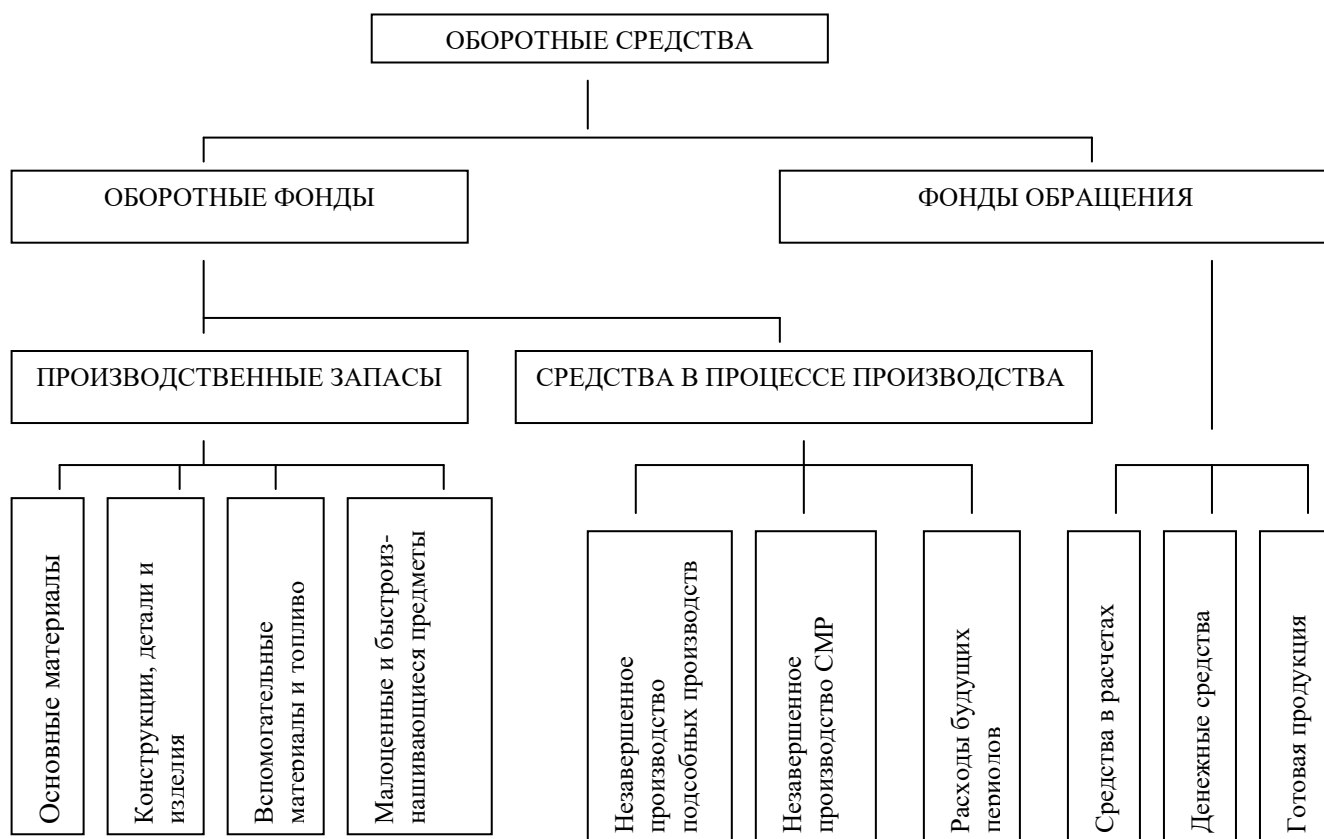 ОБОРОТНЫЕ СРЕДСТВА
ОБОРОТНЫЕ ФОНДЫ
ФОНДЫ ОБРАЩЕНИЯ
ПРОИЗВОДСТВЕННЫЕ ЗАПАСЫ
СРЕДСТВА В ПРОЦЕССЕ ПРОИЗВОДСТВА
Основные материалы
Конструкции, детали и
изделия
Вспомогательные
материалы и топливо
Малоценные и быстроиз-
нашивающиеся предметы
Незавершенное
производство
подсобных производств
Незавершенное
производство СМР
Расходы будущих
периолов
Средства в расчетах
Денежные средства
Готовая продукция